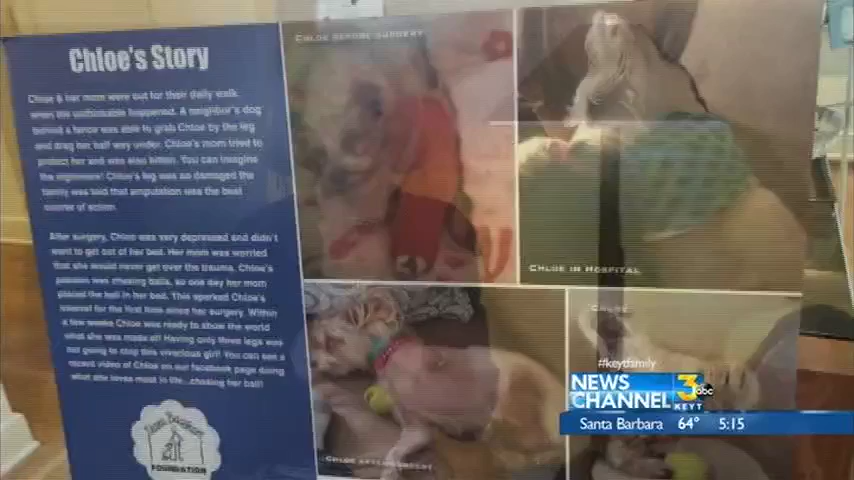 Chloe's Story
Chloe & her mom were out for their daily walk
when the unthinkable happened. A neighbor's dog
behind a fence was able to grab Chloe by the leg
and drag her half way under. Chloe's mom tried to
protect her and was also bitten. You can imagine
the nightmare! Chloe's leg was so damaged the
family was told that amputation was the best
course of action.
After surgery, Chloe was very depressed and didn't
want to get out of her bed. Her mom was worried
that she would never get over the trauma. Chloe's
passion was chasing balls, so one day her mom
placed the ball in her bed. This sparked Chloe's
interest for the first time since her surgery. Within
a few weeks Chloe was ready to show the world
what she was made of! Having only three legs was
not going to stop this vivacious girl! You can see a
recent video of Chloe on our facebook page doing
what she loves most in life...chasing her ball!
FOUNDATION
CHLOE BEFORE SURGERY
CHLOE IN HOSPITAL
CHLOE AFTER SURGERY
CHLOE
#keytfamily
NEWS
CHANNEL 3 abc
KEYT
Santa Barbara 64° 5:15